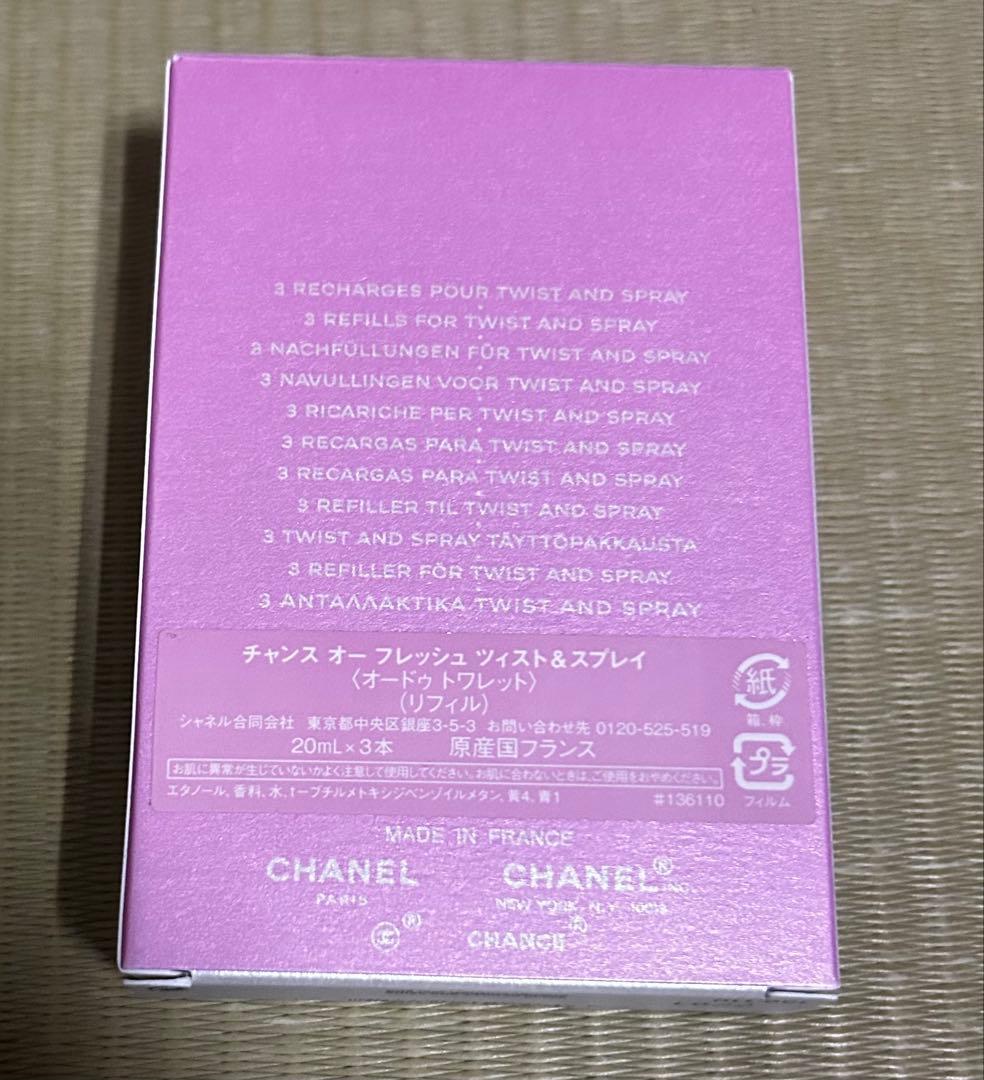 3 RECHARGES POUR TWIST AND SPRAY
3 REFILLS FOR TWIST AND SPRAY
3 NACHFÜLLUNGEN FÜR TWIST AND SPRAY
3 NAVULLINGEN VOOR TWIST AND SPRAY
3 RICARICHE PER TWIST AND SPRAY
3 RECARGAS PARA TWIST AND SPRAY
3 RECARGAS PARA TWIST AND SPRAY
3 REFILLER TIL TWIST AND SPRAY
3 TWIST AND SPRAY TÄYTTÖPAKKAUSTA
3 REFILLER FÖR TWIST AND SPRAY
3 ΑΝΤΑΛΛΑΚΤΙΚΑ TWIST AND SPRAY
チャンス オー フレッシュ ツィスト&スプレイ
〈オードゥ トワレット〉
(リフィル)
シャネル合同会社 東京都中央区銀座3-5-3 お問い合わせ先 0120-525-519
20mL×3本 原産国フランス
お肌に異常が生じていないかよく注意して使用してください。お肌に合わないときは、ご使用をおやめください。
エタノール、香料、水、t-ブチルメトキシジベンゾイルメタン、黄4、青1 #136110
紙
箱、枠
プラ
フィルム
MADE IN FRANCE
CHANEL CHANEL® INC.
PARIS NEW YORK, N.Y. 10019
® CHANCE®